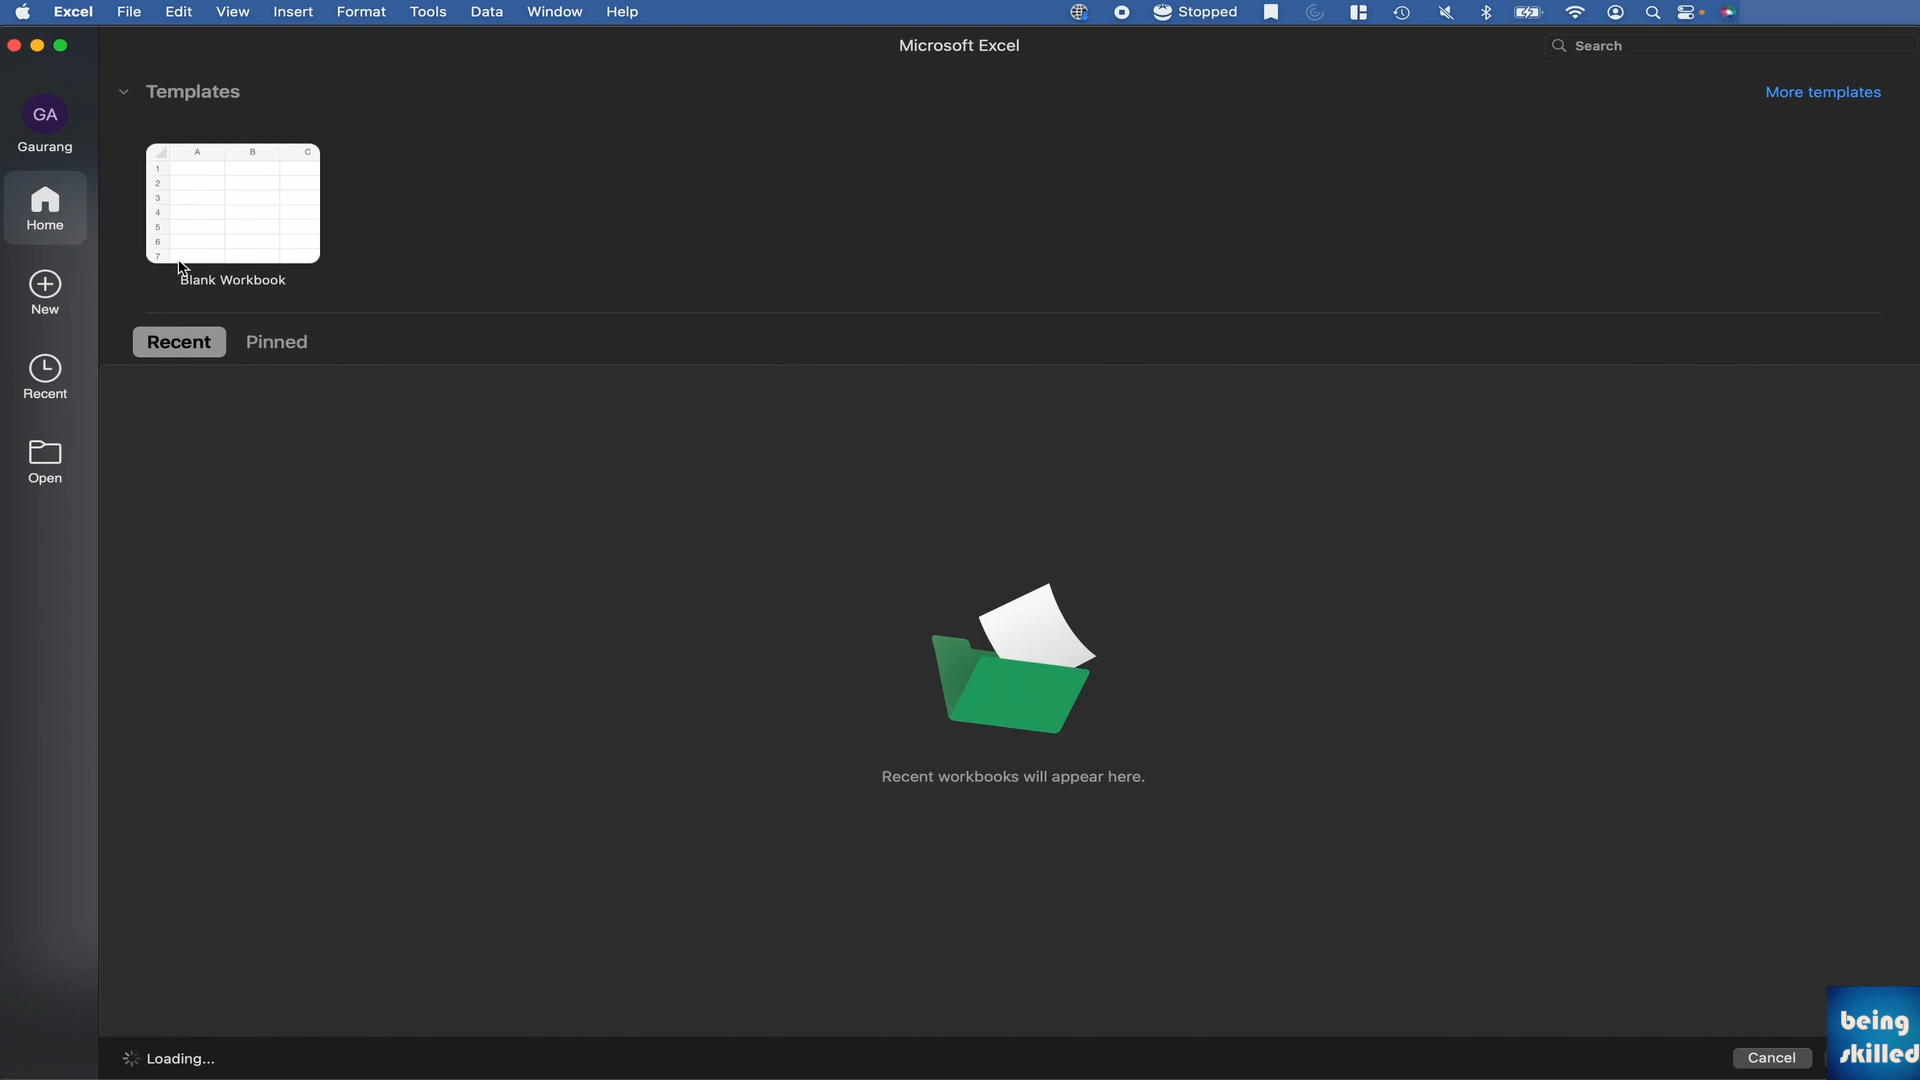 Excel File Edit View Insert Format Tools Data Window Help Stopped
Microsoft Excel
Search
GA
Gaurang
Home
New
Recent
Open
Templates
More templates
A B C
1
2
3
4
5
6
7
Blank Workbook
Recent Pinned
Recent workbooks will appear here.
Loading...
Cancel
being
skilled